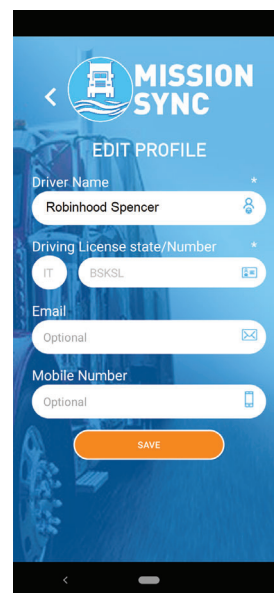 MISSION
SYNC
EDIT PROFILE
Driver Name *
Robinhood Spencer
Driving License state/Number *
IT BSKSL
Email
Optional
Mobile Number
Optional
SAVE